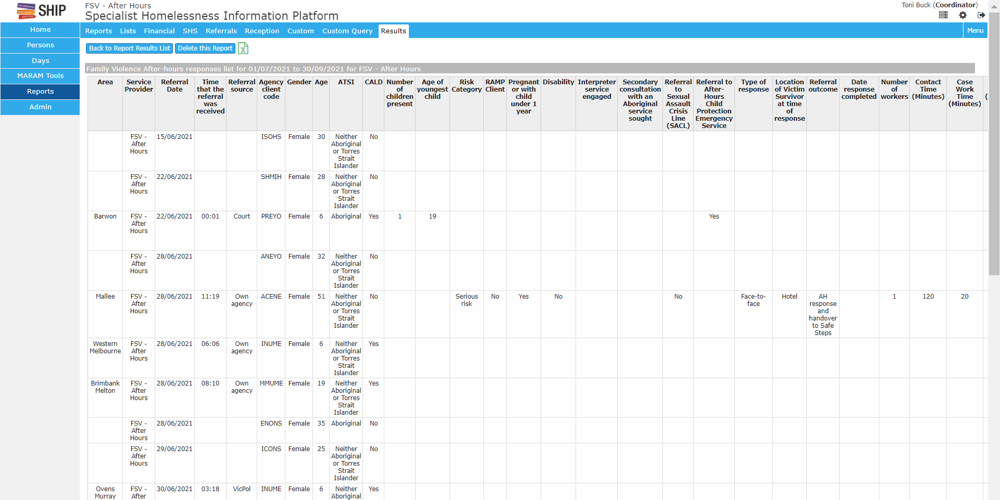 SHIP
FSV - After Hours
Specialist Homelessness Information Platform
Toni Buck (Coordinator)
Home
Persons
Days
MARAM Tools
Reports
Admin
Reports Lists Financial SHS Referrals Reception Custom Custom Query Results Menu
Back to Report Results List Delete this Report
Family Violence After-hours responses list for 01/07/2021 to 30/09/2021 for FSV - After Hours
Area
Service
Provider
Referral
Date
Time
that the
referral
was
received
Referral
source
Agency
client
code
Gender
Age
ATSI
CALD
Number
of
children
present
Age of
youngest
child
Risk
Category
RAMP
Client
Pregnant
or with
child
under 1
year
Disability
Interpreter
service
engaged
Secondary
consultation
with an
Aboriginal
service
sought
Referral
to
Sexual
Assault
Crisis
Line
(SACL)
Referral to
After-
Hours
Child
Protection
Emergency
Service
Type of
response
Location
of Victim
Survivor
at time
of
response
Referral
outcome
Date
response
completed
Number
of
workers
Contact
Time
(Minutes)
Case
Work
Time
(Minutes)
(
FSV -
After
Hours
15/06/2021
ISOHS
Female
30
Neither
Aboriginal
or Torres
Strait
Islander
No
FSV -
After
Hours
22/06/2021
SHMIH
Female
28
Neither
Aboriginal
or Torres
Strait
Islander
No
Barwon
FSV -
After
Hours
22/06/2021
00:01
Court
PREYO
Female
6
Aboriginal
Yes
1
19
Yes
FSV -
After
Hours
28/06/2021
ANEYO
Female
32
Neither
Aboriginal
or Torres
Strait
Islander
No
Mallee
FSV -
After
Hours
28/06/2021
11:19
Own
agency
ACENE
Female
51
Neither
Aboriginal
or Torres
Strait
Islander
No
Serious
risk
No
Yes
No
No
Face-to-
face
Hotel
AH
response
and
handover
to Safe
Steps
1
120
20
Western
Melbourne
FSV -
After
Hours
28/06/2021
06:06
Own
agency
INUME
Female
6
Neither
Aboriginal
or Torres
Strait
Islander
Yes
Brimbank
Melton
FSV -
After
Hours
28/06/2021
08:10
Own
agency
MMUME
Female
19
Neither
Aboriginal
or Torres
Strait
Islander
Yes
FSV -
After
Hours
28/06/2021
ENONS
Female
35
Aboriginal
No
FSV -
After
Hours
29/06/2021
ICONS
Female
25
Neither
Aboriginal
or Torres
Strait
Islander
No
Ovens
Murray
FSV -
After
30/06/2021
03:18
VicPol
INUME
Female
6
Neither
Aboriginal
Yes